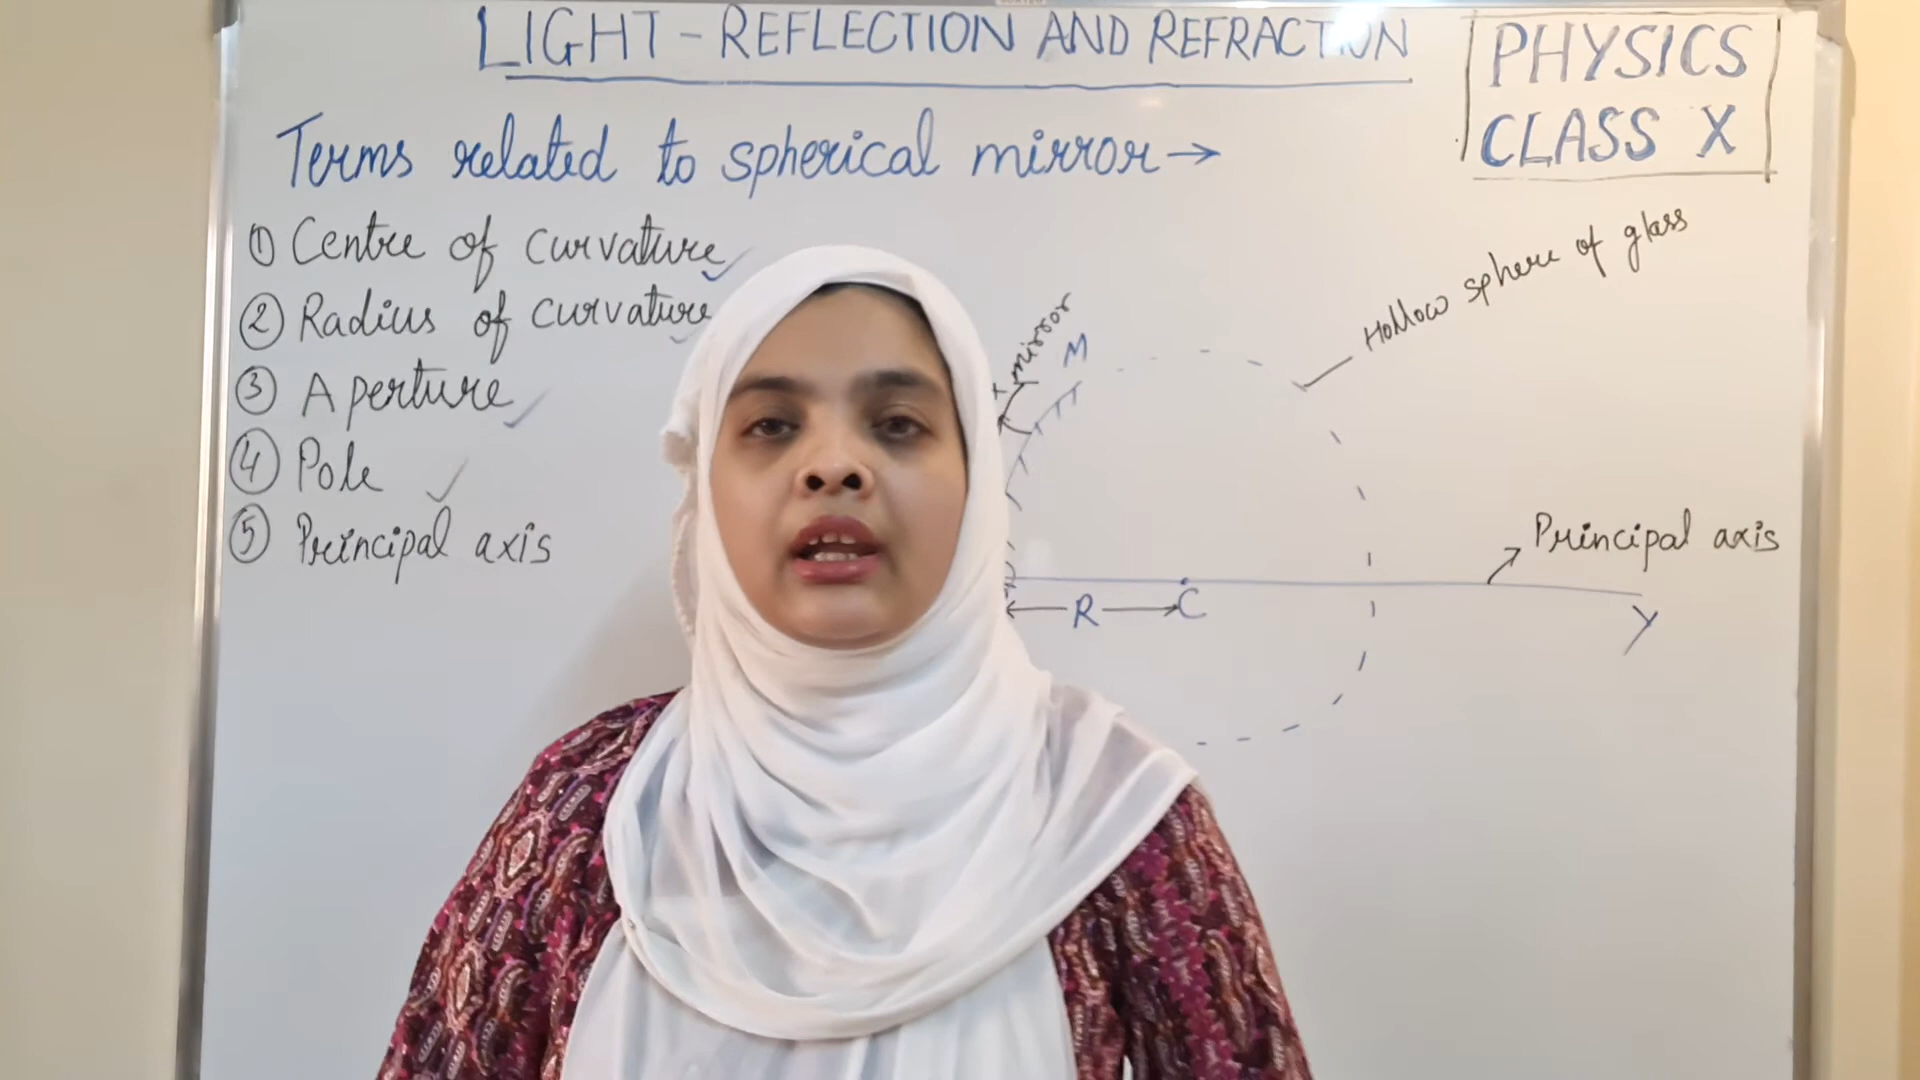 LIGHT - REFLECTION AND REFRACTION
PHYSICS
CLASS X
Terms related to spherical mirror →
① Centre of curvature
② Radius of curvature
③ Aperture
④ Pole
⑤ Principal axis
Hollow sphere of glass
mirror
M
Principal axis
R
C
Y